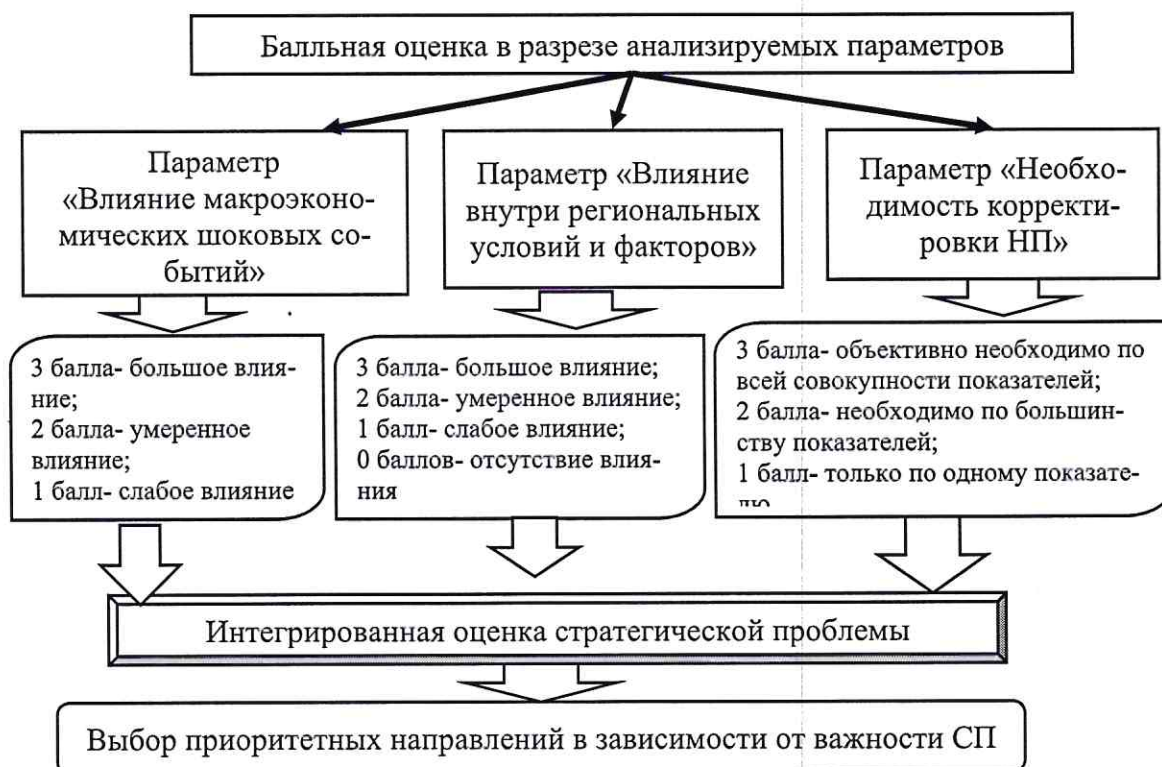 Балльная оценка в разрезе анализируемых параметров
Параметр
«Влияние макроэконо-
мических шоковых со-
бытий»
Параметр «Влияние
внутри региональных
условий и факторов»
Параметр «Необхо-
димость корректи-
ровки НП»
3 балла- большое влия-
ние;
2 балла- умеренное
влияние;
1 балл- слабое влияние
3 балла- большое влияние;
2 балла- умеренное влияние;
1 балл- слабое влияние;
0 баллов- отсутствие влия-
ния
3 балла- объективно необходимо по
всей совокупности показателей;
2 балла- необходимо по большин-
ству показателей;
1 балл- только по одному показате-
лю
Интегрированная оценка стратегической проблемы
Выбор приоритетных направлений в зависимости от важности СП